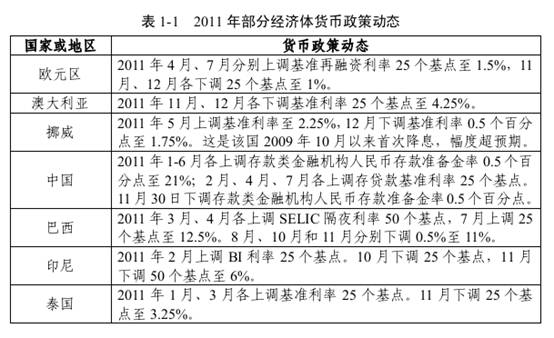 表 1-1 2011 年部分经济体货币政策动态
国家或地区 货币政策动态
欧元区 2011 年 4 月、7 月分别上调基准再融资利率 25 个基点至 1.5%，11
月、12 月各下调 25 个基点至 1%。
澳大利亚 2011 年 11 月、12 月各下调基准利率 25 个基点至 4.25%。
挪威 2011 年 5 月上调基准利率至 2.25%，12 月下调基准利率 0.5 个百分
点至 1.75%。这是该国 2009 年 10 月以来首次降息，幅度超预期。
中国 2011 年 1-6 月各上调存款类金融机构人民币存款准备金率 0.5 个百
分点至 21%；2 月、4 月、7 月各上调存贷款基准利率 25 个基点。
11 月 30 日下调存款类金融机构人民币存款准备金率 0.5 个百分点。
巴西 2011 年 3 月、4 月各上调 SELIC 隔夜利率 50 个基点，7 月上调 25
个基点至 12.5%。8 月、10 月和 11 月分别下调 0.5%至 11%。
印尼 2011 年 2 月上调 BI 利率 25 个基点。10 月下调 25 个基点，11 月
下调 50 个基点至 6%。
泰国 2011 年 1 月、3 月各上调基准利率 25 个基点。11 月下调 25 个基
点至 3.25%。